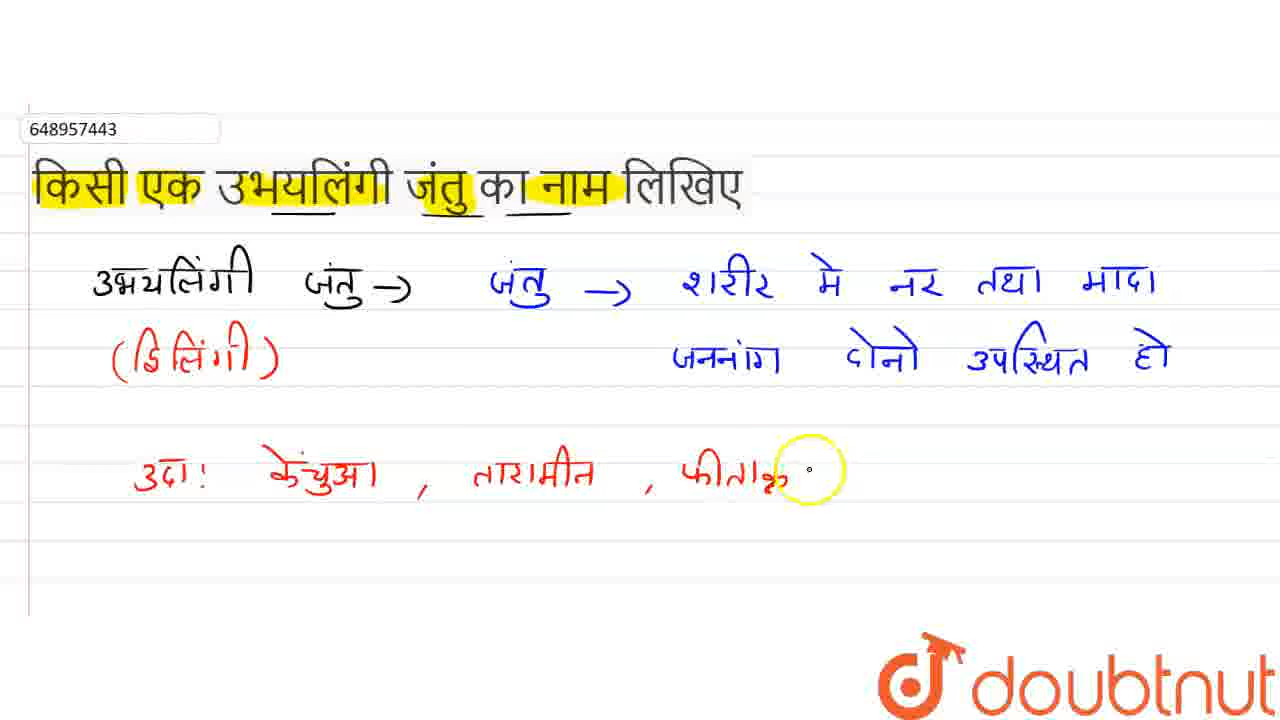 648957443
किसी एक उभयलिंगी जंतु का नाम लिखिए
उभयलिंगी जंतु → जंतु → शरीर मे नर तथा मादा
(द्विलिंगी) जननांग दोनो उपस्थित हो
उदा: केंचुआ , तारामीन , फीताकृ
doubtnut